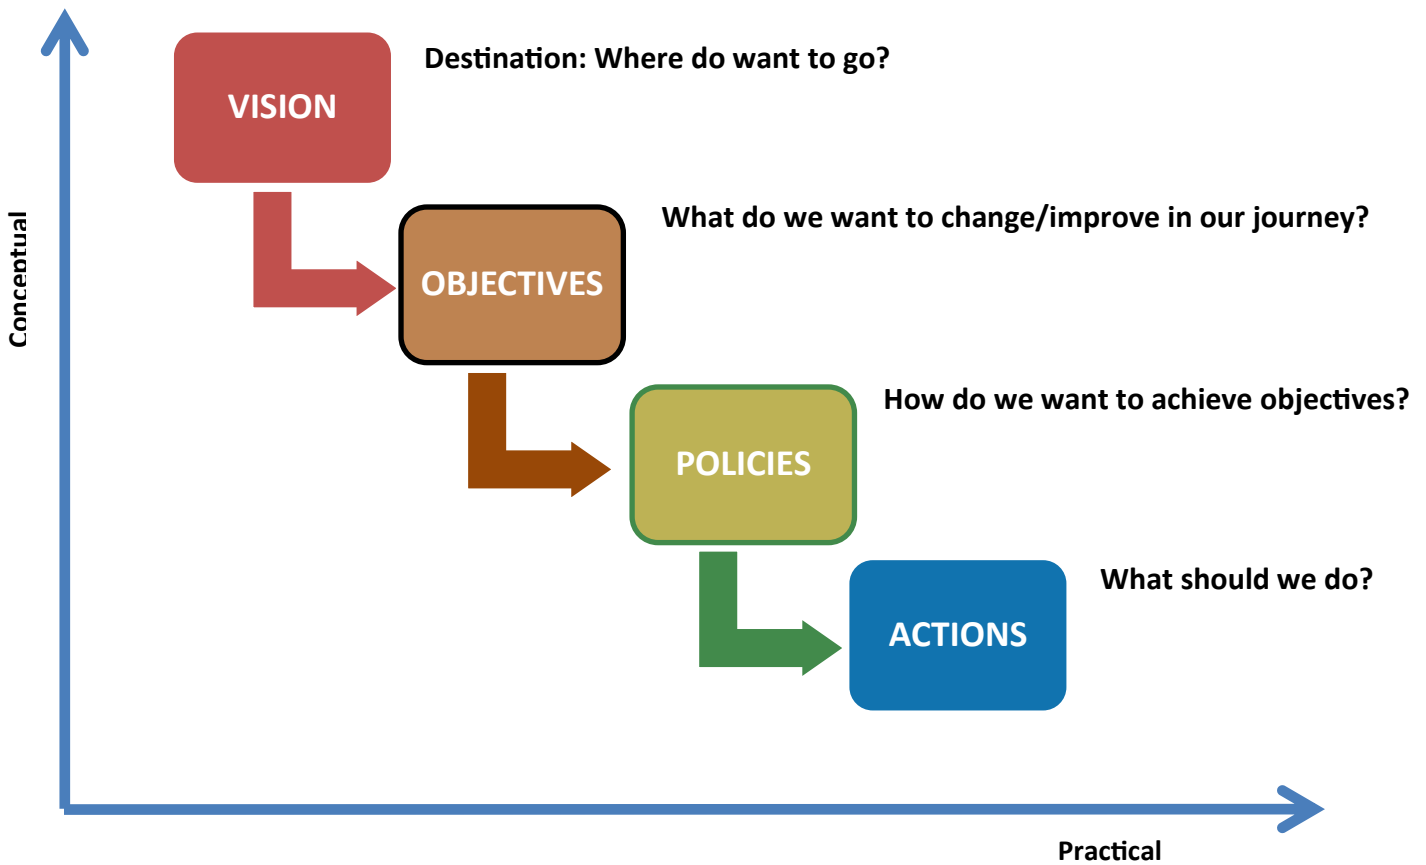 Destination: Where do want to go?
VISION
What do we want to change/improve in our journey?
Conceptual
OBJECTIVES
How do we want to achieve objectives?
POLICIES
What should we do?
ACTIONS
Practical